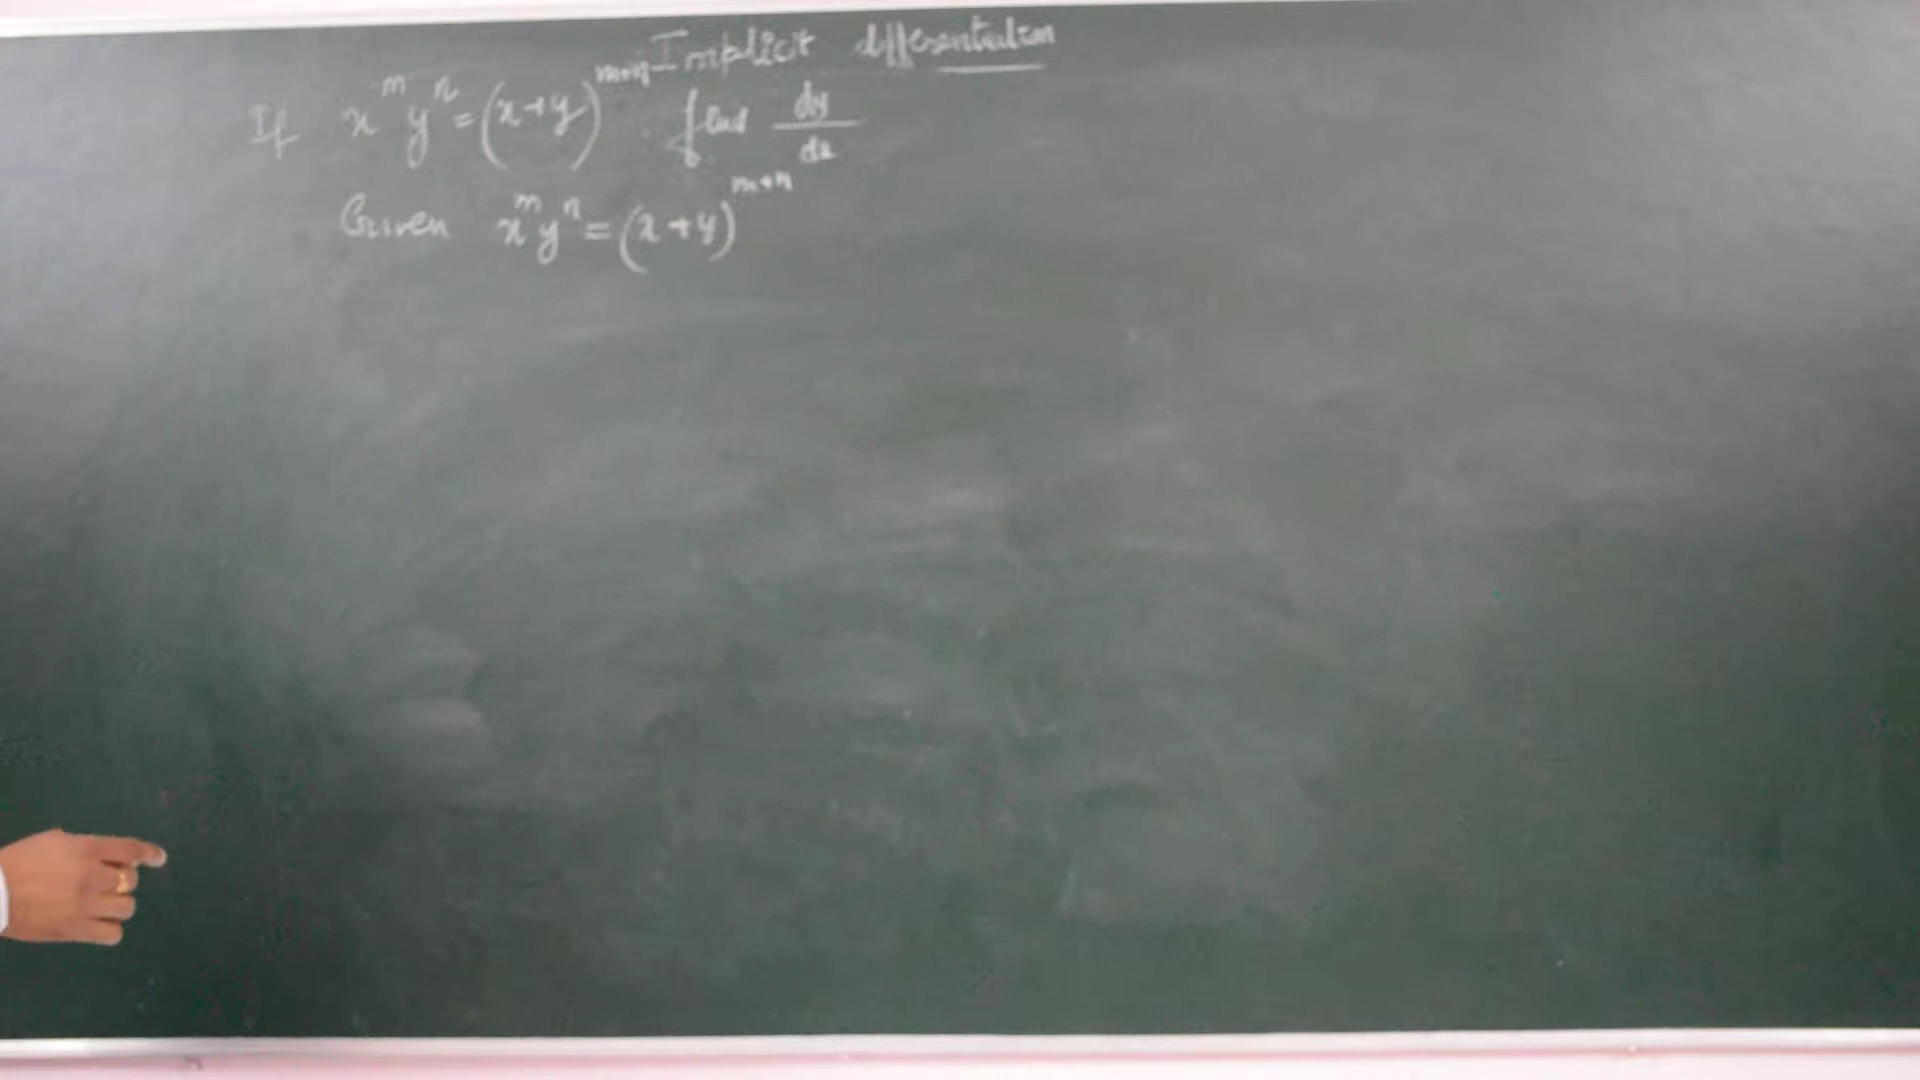 Implicit differentiation
If x^m y^n = (x+y)^{m+n} find dy/dx
Given x^m y^n = (x+y)^{m+n}